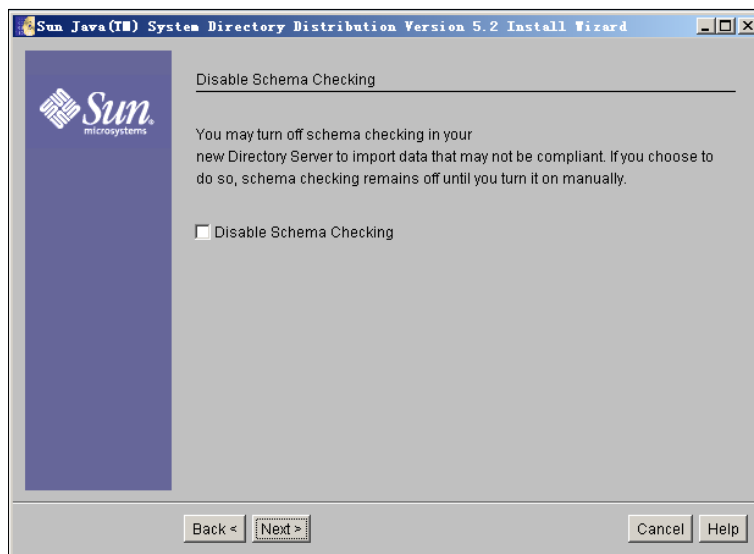 Sun Java(TM) System Directory Distribution Version 5.2 Install Wizard
Sun.
microsystems
Disable Schema Checking
You may turn off schema checking in your
new Directory Server to import data that may not be compliant. If you choose to
do so, schema checking remains off until you turn it on manually.
Disable Schema Checking
Back < Next > Cancel Help